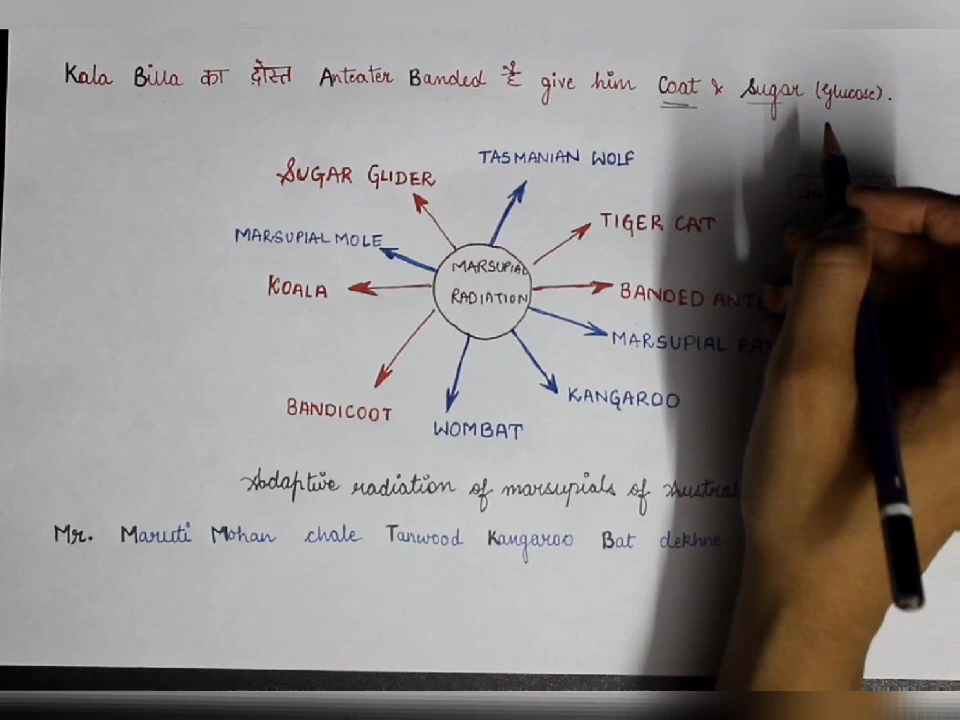 Kala Billa का दोस्त Anteater Banded है give him Coat & Sugar (Glucose).
TASMANIAN WOLF
SUGAR GLIDER
TIGER CAT
MARSUPIAL MOLE
MARSUPIAL RADIATION
KOALA
BANDED
MARSUPIAL
KANGAROO
BANDICOOT
WOMBAT
Adaptive radiation of marsupials of
Mr. Maruti Mohan chale Tanwood Kangaroo Bat dekhne